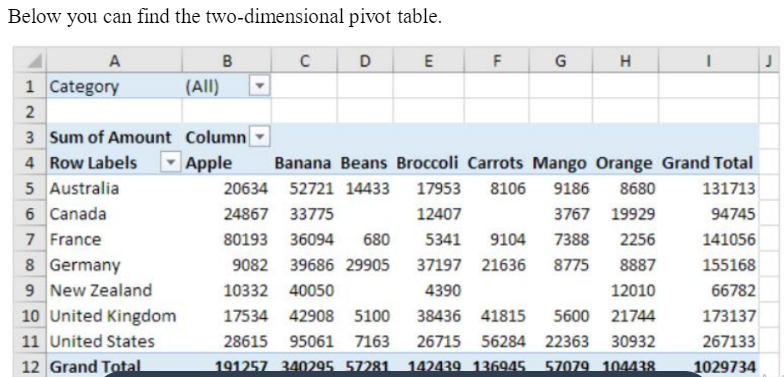 Below you can find the two-dimensional pivot table.
A B C D E F G H I J
1 Category (All)
2
3 Sum of Amount Column
4 Row Labels Apple Banana Beans Broccoli Carrots Mango Orange Grand Total
5 Australia 20634 52721 14433 17953 8106 9186 8680 131713
6 Canada 24867 33775 12407 3767 19929 94745
7 France 80193 36094 680 5341 9104 7388 2256 141056
8 Germany 9082 39686 29905 37197 21636 8775 8887 155168
9 New Zealand 10332 40050 4390 12010 66782
10 United Kingdom 17534 42908 5100 38436 41815 5600 21744 173137
11 United States 28615 95061 7163 26715 56284 22363 30932 267133
12 Grand Total 191257 340295 57281 142439 136945 57079 104438 1029734